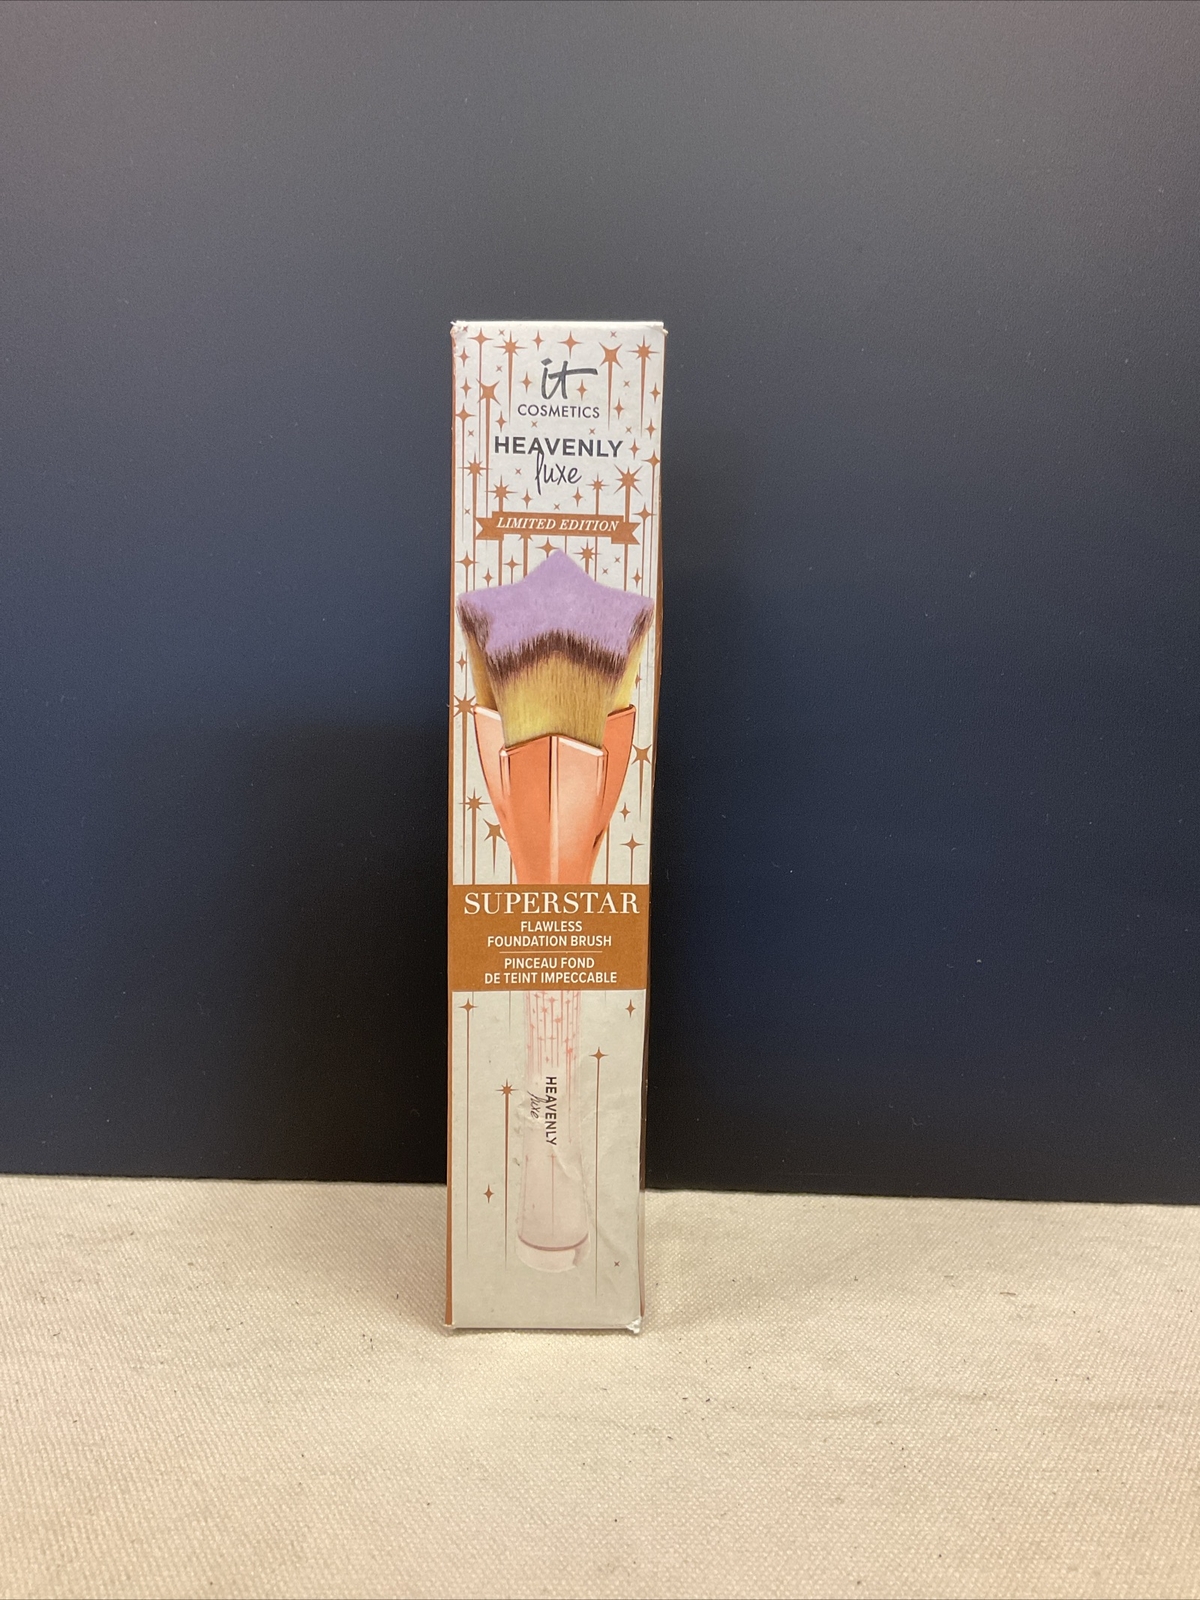 it
COSMETICS
HEAVENLY
luxe
LIMITED EDITION
SUPERSTAR
FLAWLESS
FOUNDATION BRUSH
PINCEAU FOND
DE TEINT IMPECCABLE
HEAVENLY
luxe